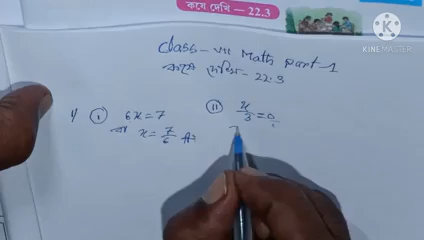 কষে দেখি - 22.3
KINEMASTER
Class - VII Math Part - 1
কষে দেখি - 22.3
1/ (i) 6x = 7
বা x = 7/6 Ans
(ii) x/3 = 0